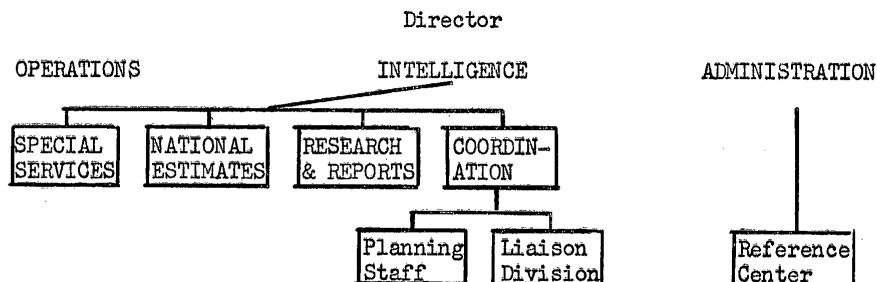 Director
OPERATIONS INTELLIGENCE ADMINISTRATION
SPECIAL
SERVICES
NATIONAL
ESTIMATES
RESEARCH
& REPORTS
COORDIN-
ATION
Planning
Staff
Liaison
Division
Reference
Center